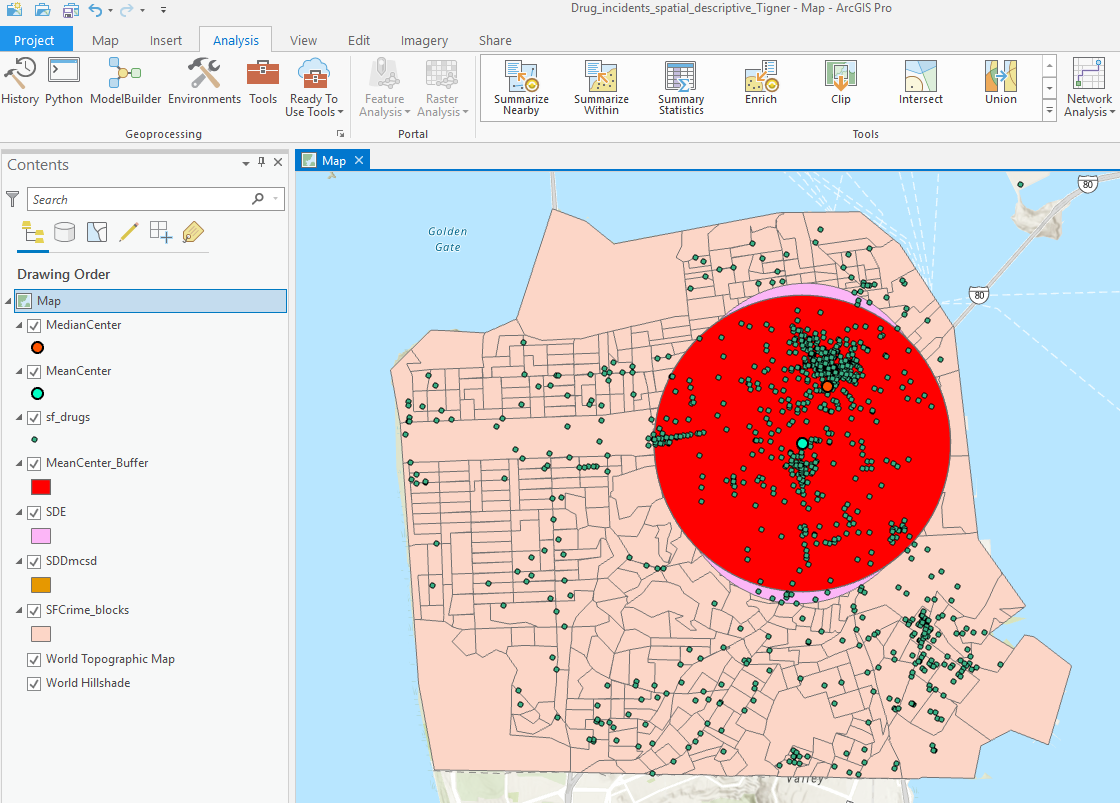 Drug_incidents_spatial_descriptive_Tigner - Map - ArcGIS Pro
Project Map Insert Analysis View Edit Imagery Share
History Python ModelBuilder Environments Tools Ready To Use Tools
Feature Analysis Raster Analysis
Summarize Nearby Summarize Within Summary Statistics Enrich Clip Intersect Union
Network Analysis
Geoprocessing Portal Tools
Contents
Map
Search
Drawing Order
Map
MedianCenter
MeanCenter
sf_drugs
MeanCenter_Buffer
SDE
SDDmcsd
SFCrime_blocks
World Topographic Map
World Hillshade
Golden
Gate
80
80
Valley